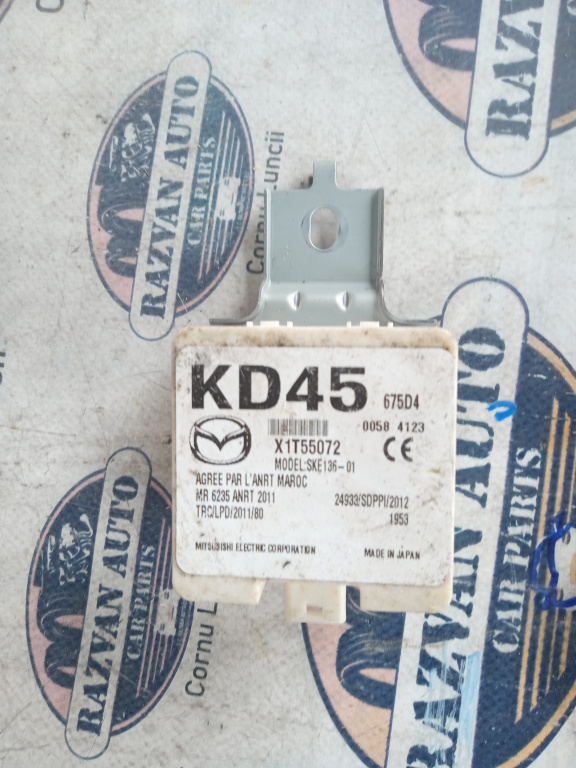 Cornu Luncii
RAZVAN AUTO
CAR PARTS
RAZVAN AUTO
CAR PARTS
Cornu Luncii
KD45 675D4
0058 4123
X1T55072
MODEL:SKE136-01
AGREE PAR L'ANRT MAROC
MR 6235 ANRT 2011 24933/SDPPI/2012
TRC/LPD/2011/80 1953
MITSUBISHI ELECTRIC CORPORATION MADE IN JAPAN
RAZVAN AUTO
CAR PARTS
RAZVAN AUTO
CAR PARTS
Cornu L